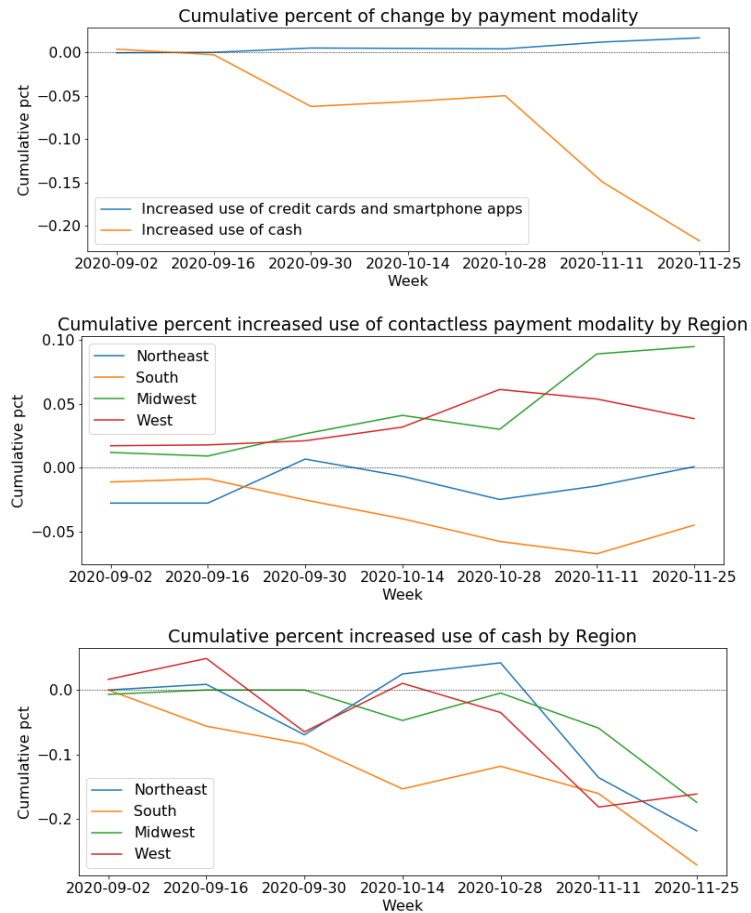 Cumulative percent of change by payment modality
0.00
−0.05
−0.10
−0.15
−0.20
Cumulative pct
Increased use of credit cards and smartphone apps
Increased use of cash
2020-09-02 2020-09-16 2020-09-30 2020-10-14 2020-10-28 2020-11-11 2020-11-25
Week
Cumulative percent increased use of contactless payment modality by Region
0.10
0.05
0.00
−0.05
Cumulative pct
Northeast
South
Midwest
West
2020-09-02 2020-09-16 2020-09-30 2020-10-14 2020-10-28 2020-11-11 2020-11-25
Week
Cumulative percent increased use of cash by Region
0.0
−0.1
−0.2
Cumulative pct
Northeast
South
Midwest
West
2020-09-02 2020-09-16 2020-09-30 2020-10-14 2020-10-28 2020-11-11 2020-11-25
Week